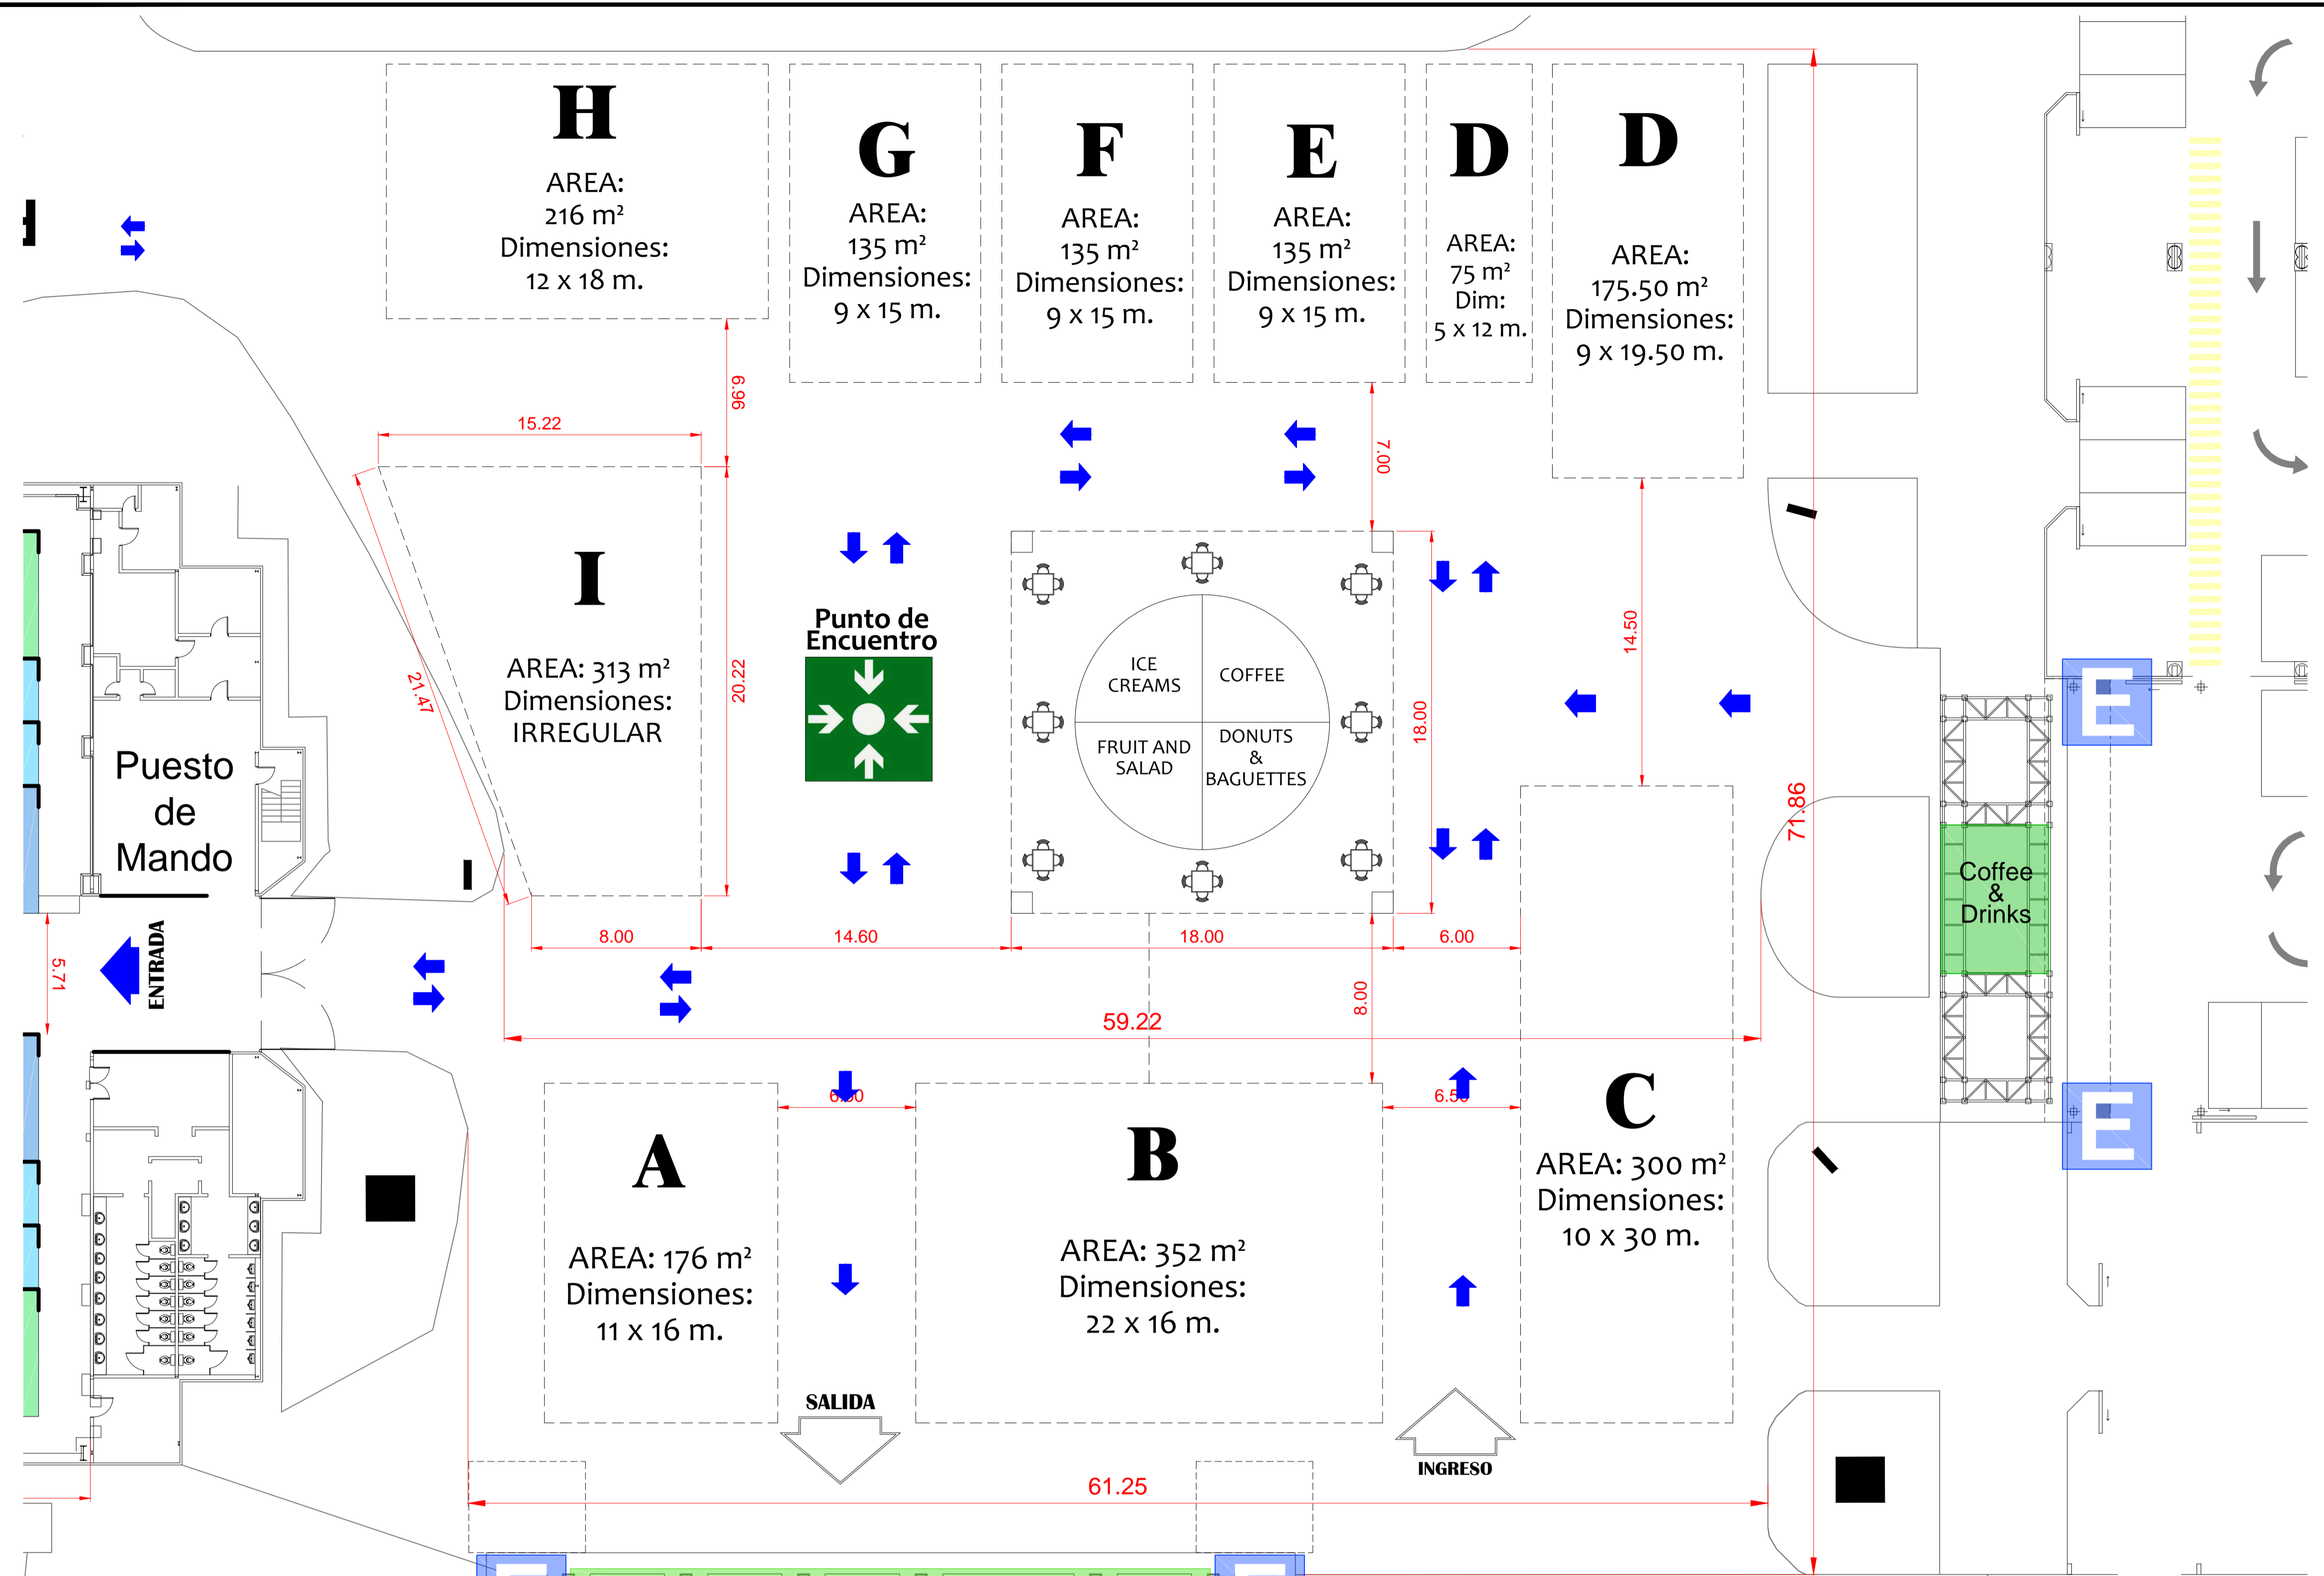 H
AREA:
216 m²
Dimensiones:
12 x 18 m.
G
AREA:
135 m²
Dimensiones:
9 x 15 m.
F
AREA:
135 m²
Dimensiones:
9 x 15 m.
E
AREA:
135 m²
Dimensiones:
9 x 15 m.
D
AREA:
75 m²
Dim:
5 x 12 m.
D
AREA:
175.50 m²
Dimensiones:
9 x 19.50 m.
6.96
15.22
7.00
I
AREA: 313 m²
Dimensiones:
IRREGULAR
21.47
20.22
Punto de
Encuentro
ICE
CREAMS
COFFEE
FRUIT AND
SALAD
DONUTS
&
BAGUETTES
18.00
14.50
71.86
E
Puesto
de
Mando
Coffee
&
Drinks
ENTRADA
5.71
8.00
14.60
18.00
6.00
8.00
59.22
6.50
E
A
AREA: 176 m²
Dimensiones:
11 x 16 m.
B
AREA: 352 m²
Dimensiones:
22 x 16 m.
C
AREA: 300 m²
Dimensiones:
10 x 30 m.
SALIDA
INGRESO
61.25